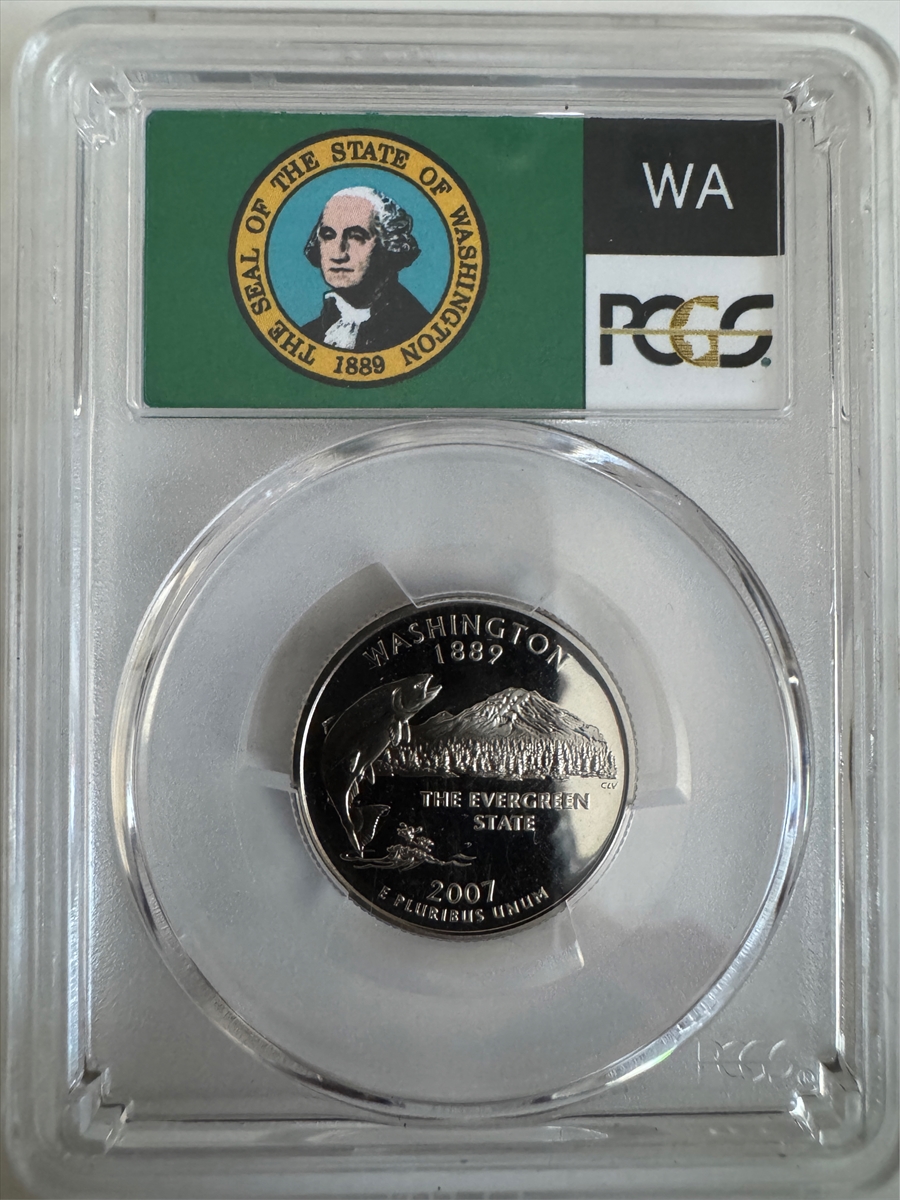 THE SEAL OF THE STATE OF WASHINGTON
1889
WA
PCGS.
WASHINGTON
1889
CLV
THE EVERGREEN
STATE
2007
E PLURIBUS UNUM
PCGS®